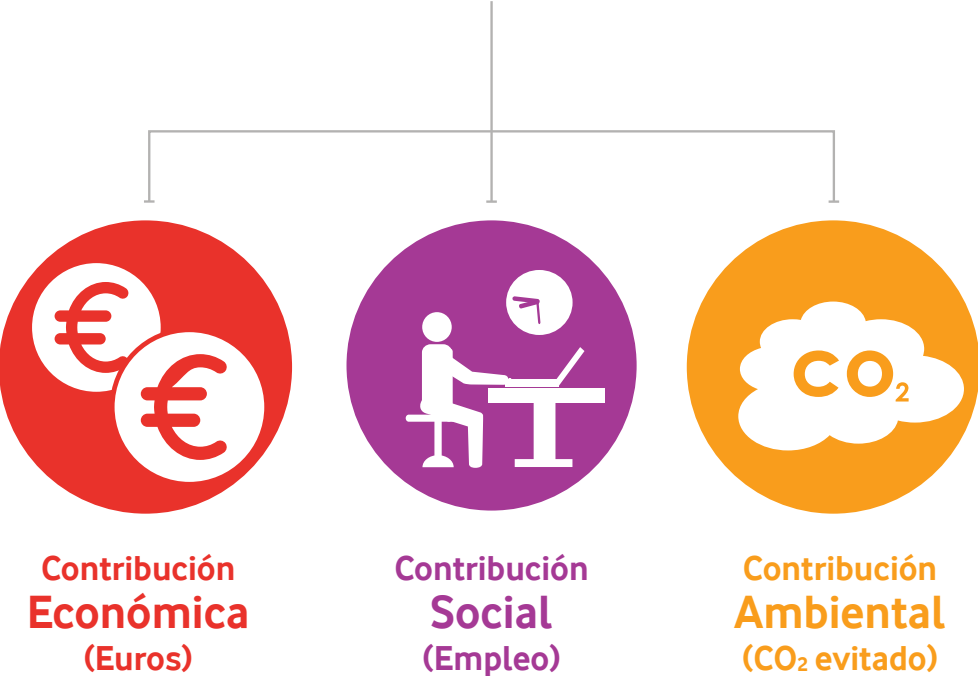 €
€
CO₂
Contribución
Económica
(Euros)
Contribución
Social
(Empleo)
Contribución
Ambiental
(CO₂ evitado)